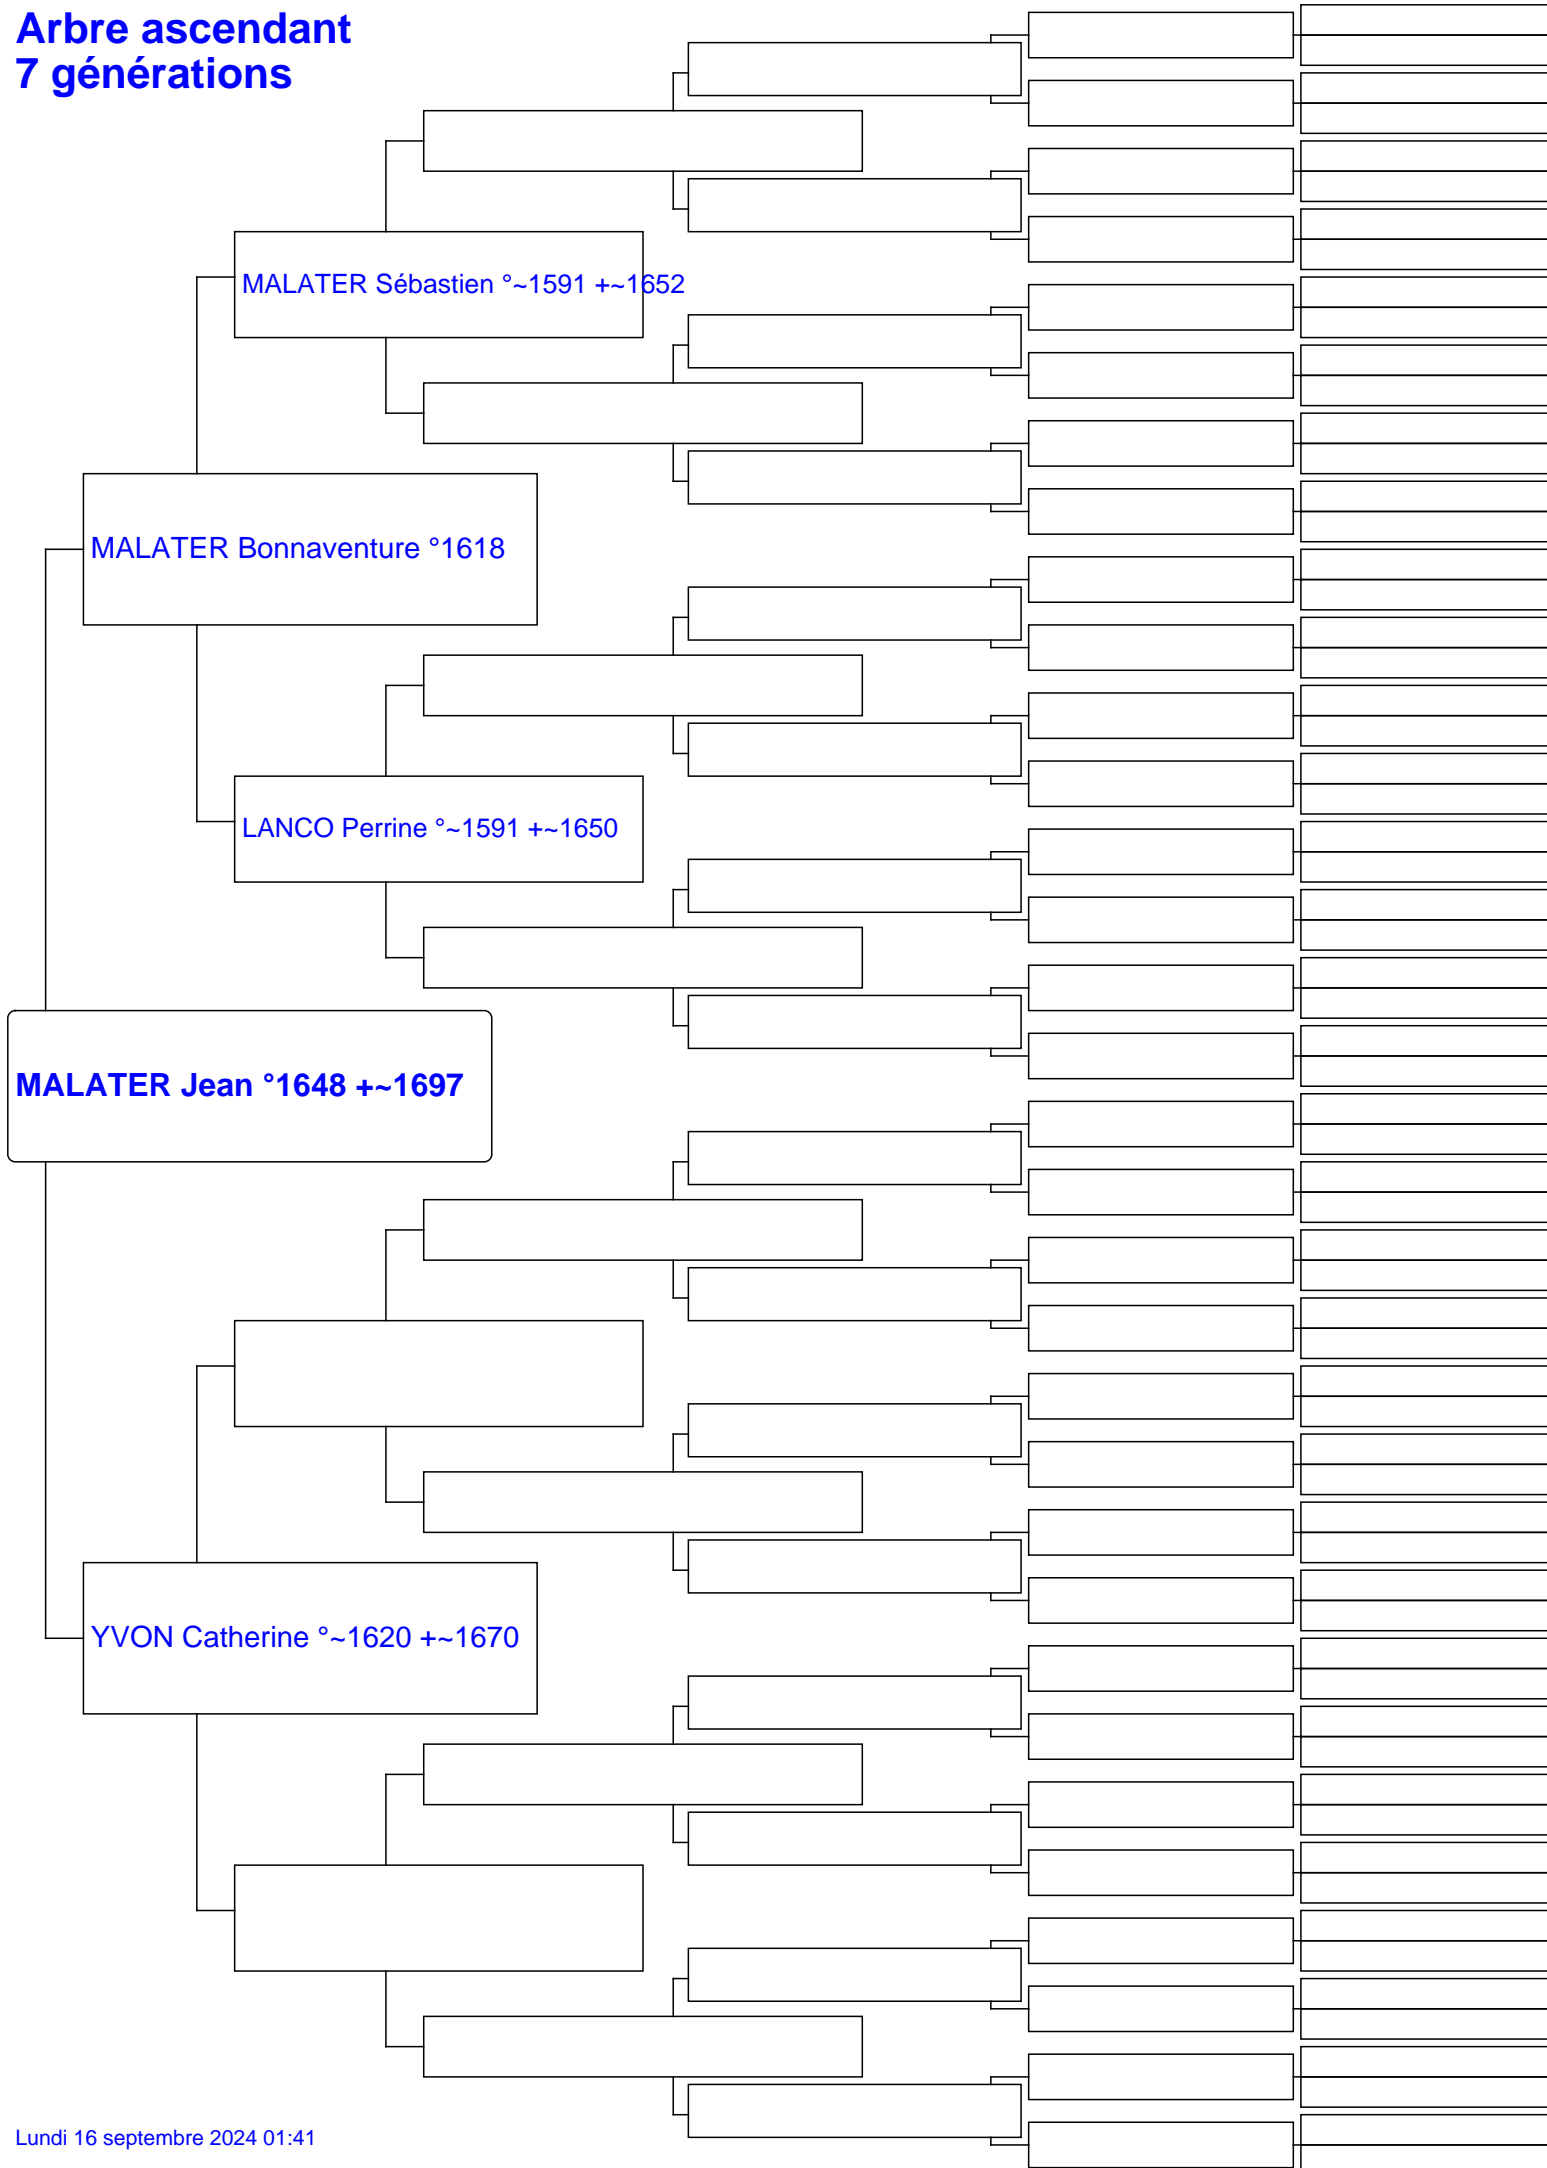 Arbre ascendant
7 générations
MALATER Sébastien °~1591 +~1652
MALATER Bonnaventure °1618
LANCO Perrine °~1591 +~1650
MALATER Jean °1648 +~1697
YVON Catherine °~1620 +~1670
Lundi 16 septembre 2024 01:41